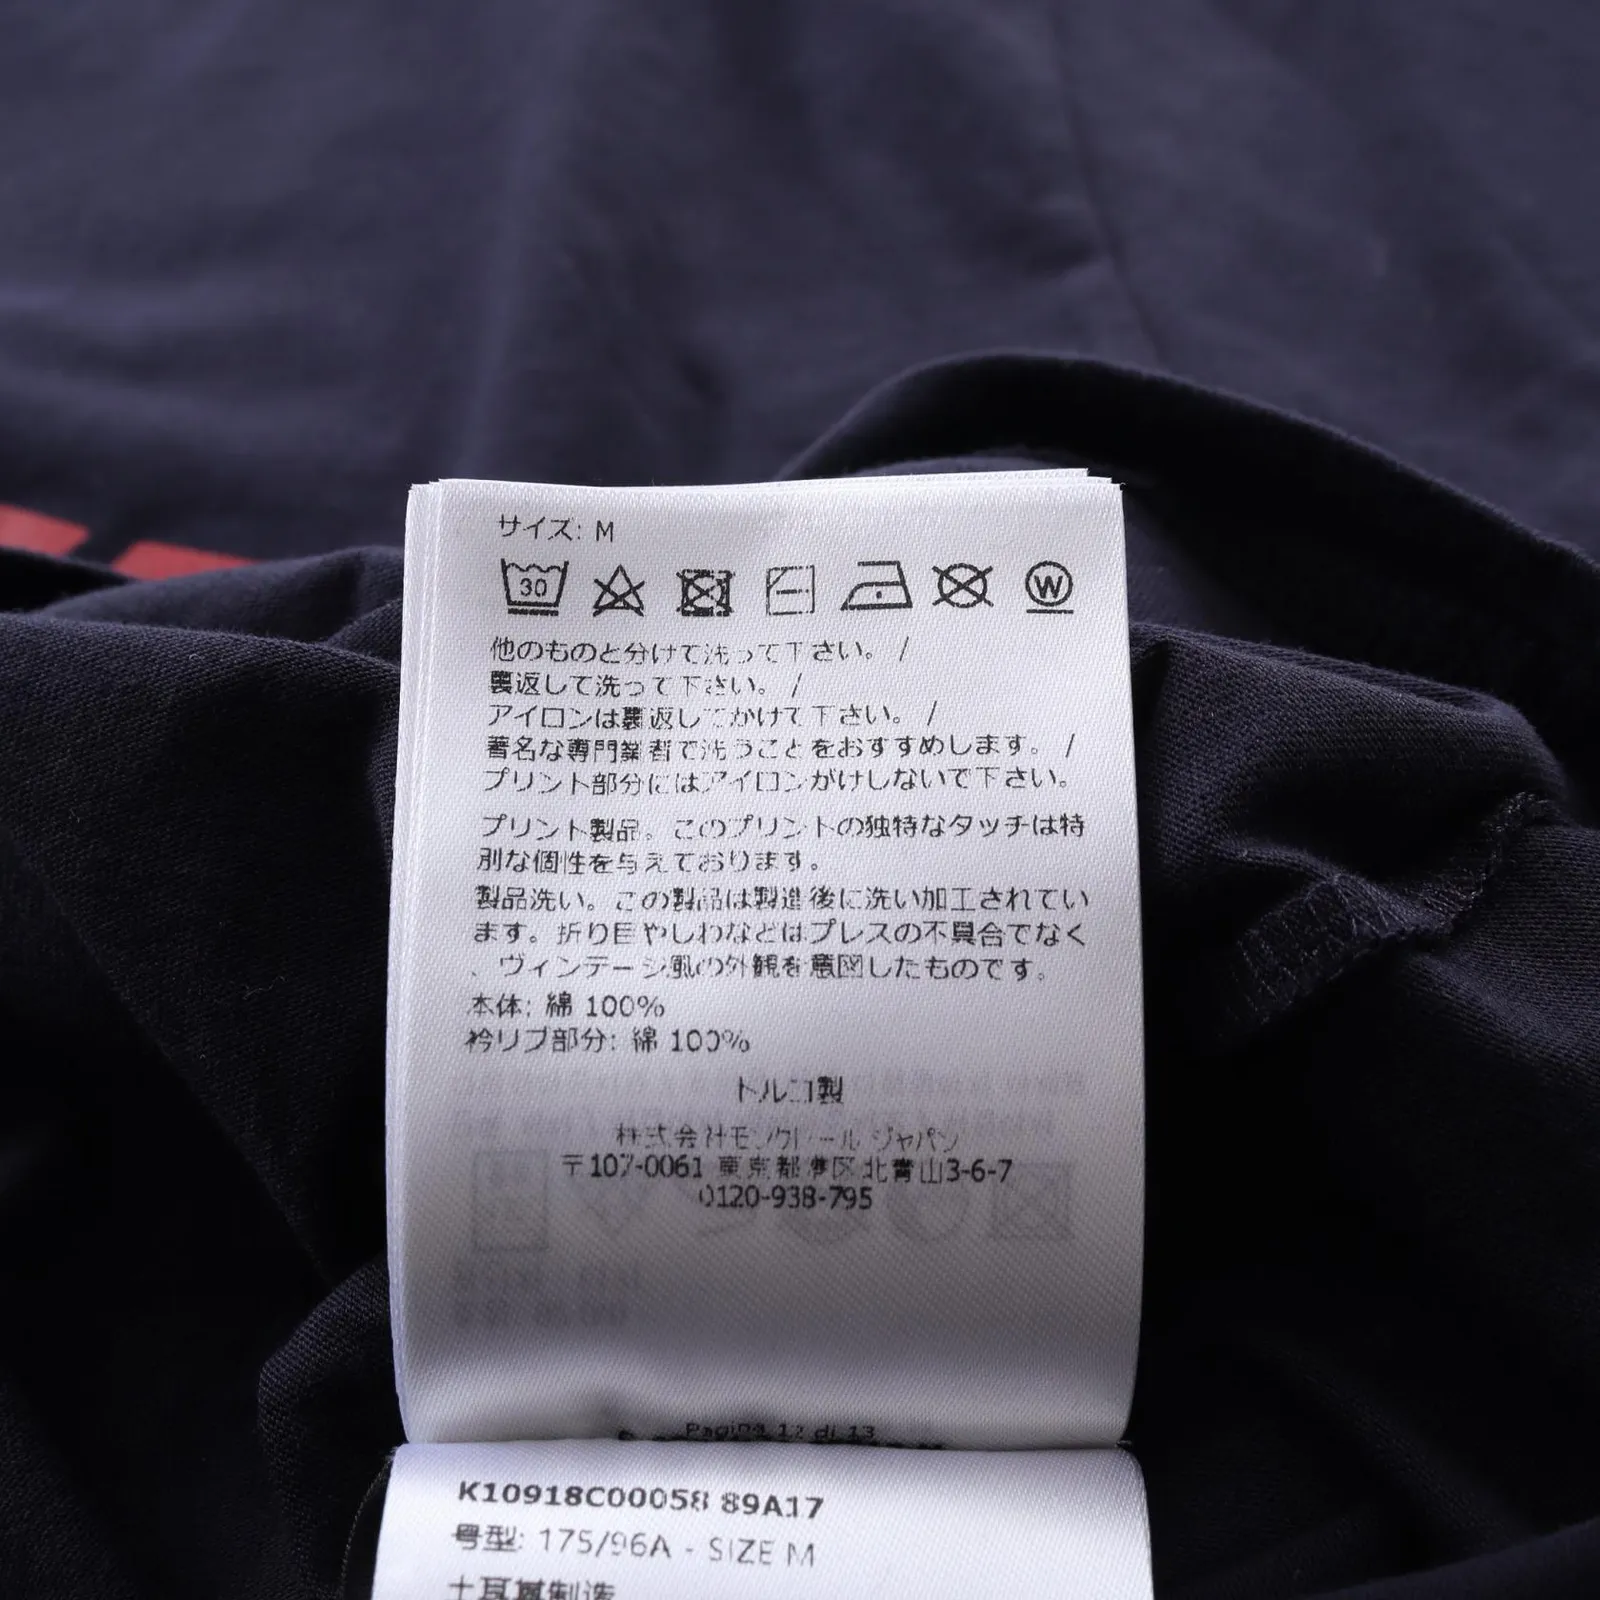 サイズ: M
30
W
他のものと分けて洗って下さい。 /
裏返して洗って下さい。 /
アイロンは裏返してかけて下さい。 /
著名な専門業者で洗うことをおすすめします。 /
プリント部分にはアイロンがけしないで下さい。
プリント製品。このプリントの独特なタッチは特
別な個性を与えております。
製品洗い。この製品は製造後に洗い加工されてい
ます。折り目やしわなどはプレスの不具合でなく
、ヴィンテージ風の外観を意図したものです。
本体: 綿 100%
衿リブ部分: 綿 100%
トルコ製
株式会社モンクレール ジャパン
〒107-0061 東京都港区北青山3-6-7
0120-938-795
Pagina 12 di 13
K10918C00058 89A17
号型: 175/96A - SIZE M
土耳其制造